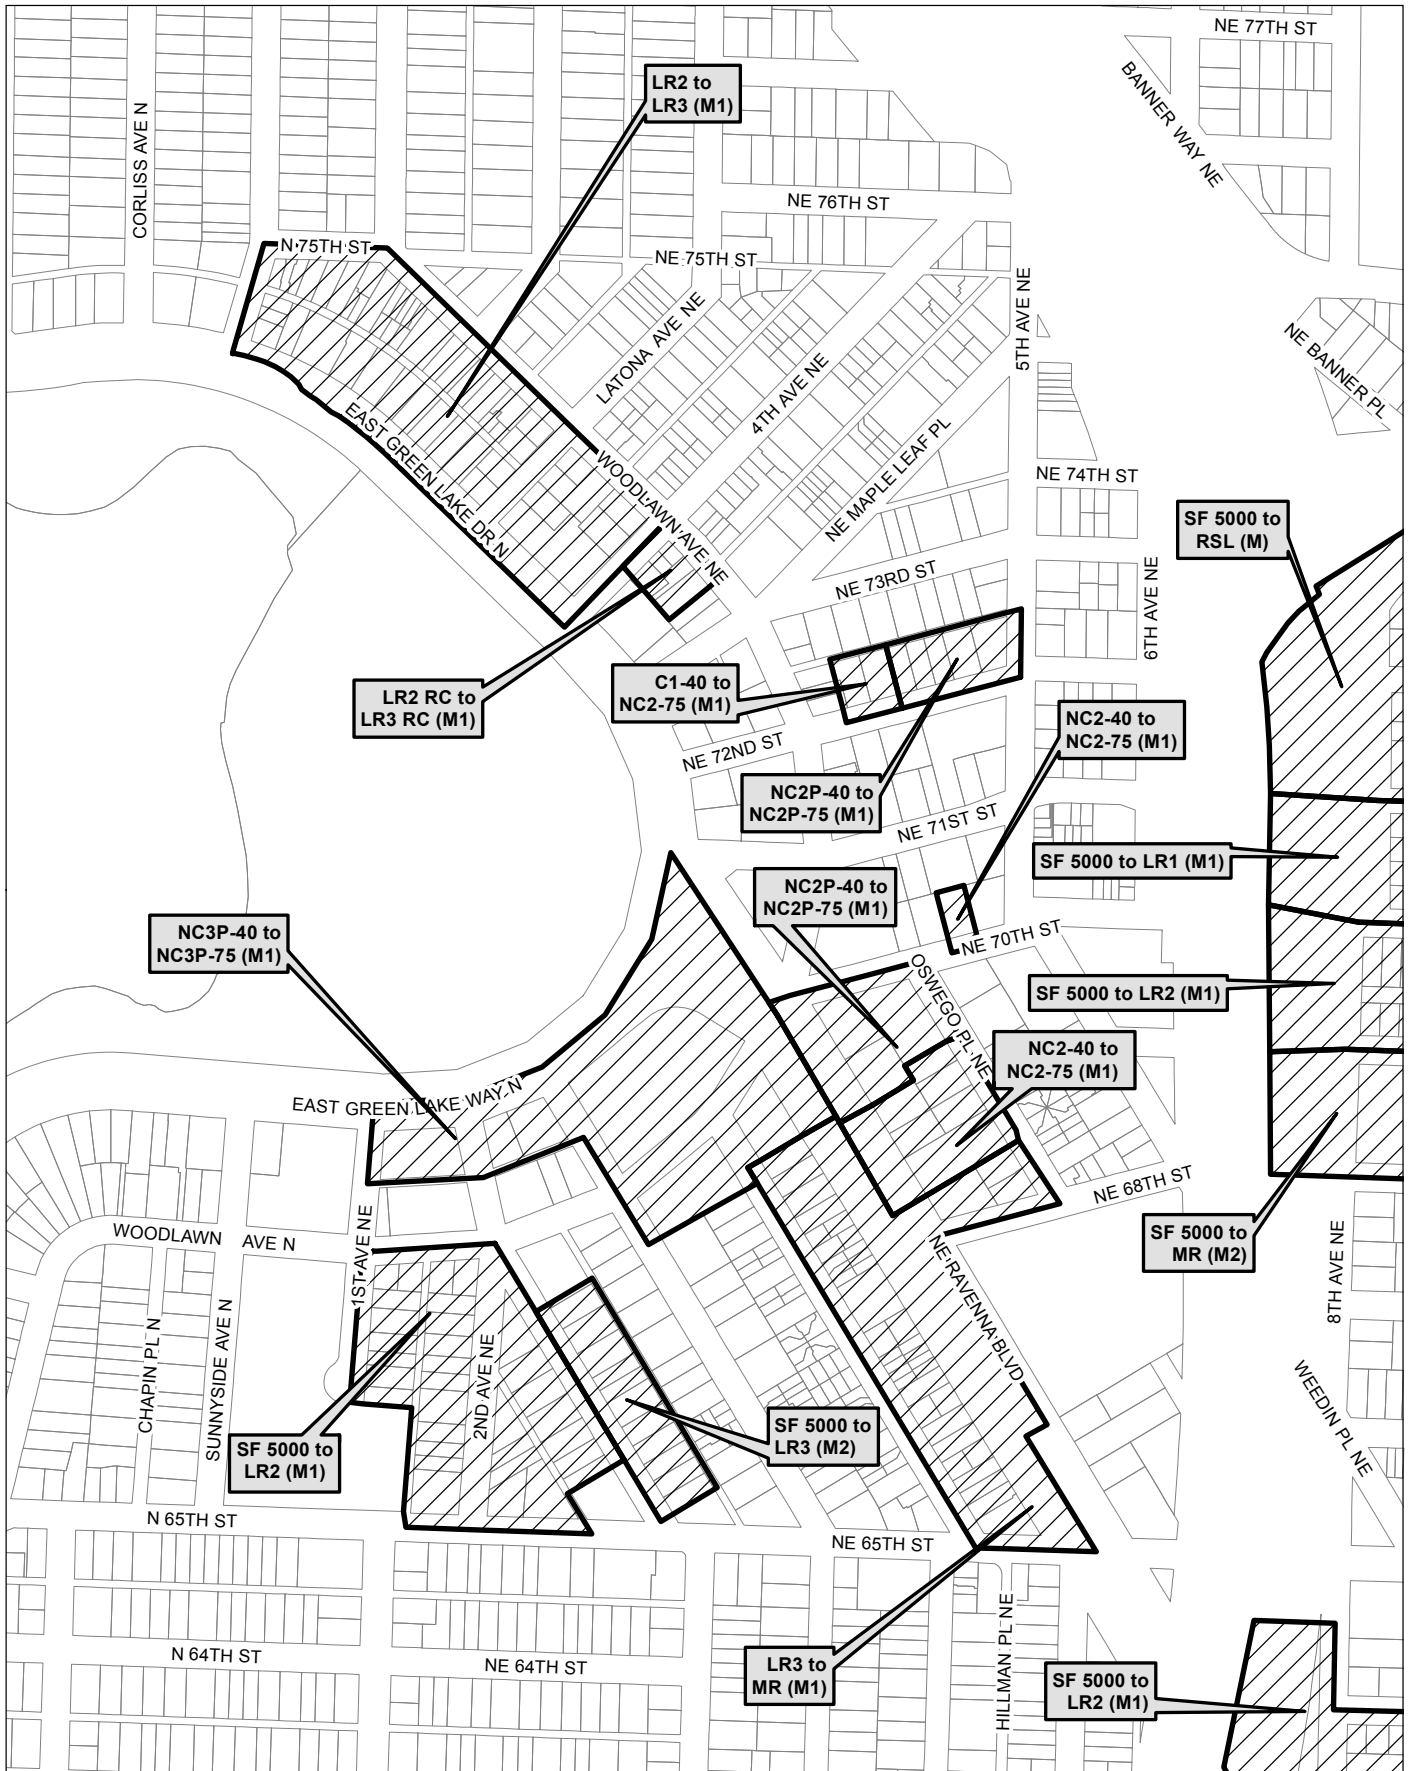 NE 77TH ST
BANNER WAY NE
LR2 to
LR3 (M1)
CORLISS AVE N
NE 76TH ST
N 75TH ST
NE 75TH ST
5TH AVE NE
LATONA AVE NE
NE BANNER PL
4TH AVE NE
EAST GREEN LAKE DR N
WOODLAWN AVE NE
NE MAPLE LEAF PL
NE 74TH ST
SF 5000 to
RSL (M)
NE 73RD ST
6TH AVE NE
LR2 RC to
LR3 RC (M1)
C1-40 to
NC2-75 (M1)
NC2-40 to
NC2-75 (M1)
NE 72ND ST
NC2P-40 to
NC2P-75 (M1)
NE 71ST ST
SF 5000 to LR1 (M1)
NC2P-40 to
NC2P-75 (M1)
NC3P-40 to
NC3P-75 (M1)
NE 70TH ST
OSWEGO PL NE
SF 5000 to LR2 (M1)
NC2-40 to
NC2-75 (M1)
EAST GREEN LAKE WAY N
NE 68TH ST
SF 5000 to
MR (M2)
WOODLAWN AVE N
1ST AVE NE
NE RAVENNA BLVD
8TH AVE NE
CHAPIN PL N
SUNNYSIDE AVE N
2ND AVE NE
WEEDIN PL NE
SF 5000 to
LR2 (M1)
SF 5000 to
LR3 (M2)
N 65TH ST
NE 65TH ST
N 64TH ST
NE 64TH ST
LR3 to
MR (M1)
HILLMAN PL NE
SF 5000 to
LR2 (M1)